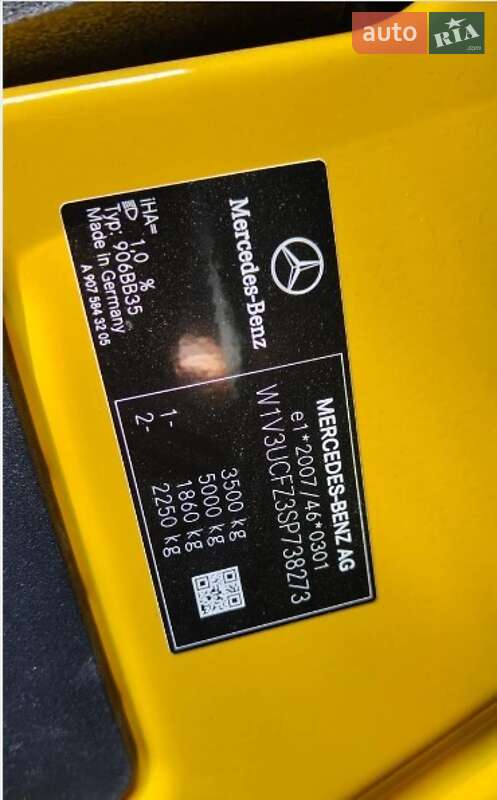 auto RIA
.com
MERCEDES-BENZ AG
e1*2007/46*0301
W1V3UCFZ3SP738273
3500 kg
5000 kg
1- 1860 kg
2- 2250 kg
Mercedes-Benz
iHA= 1,0 %
Typ: 906BB35
Made in Germany
A 907 584 32 05